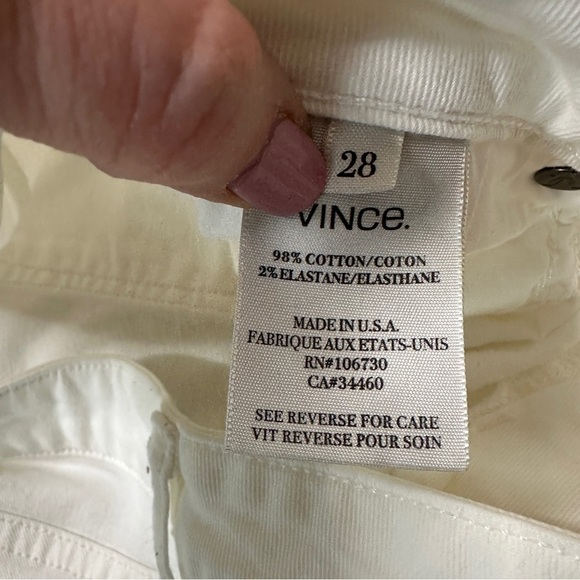 28
VINCe.
98% COTTON/COTON
2% ELASTANE/ELASTHANE
MADE IN U.S.A.
FABRIQUE AUX ETATS-UNIS
RN#106730
CA#34460
SEE REVERSE FOR CARE
VIT REVERSE POUR SOIN